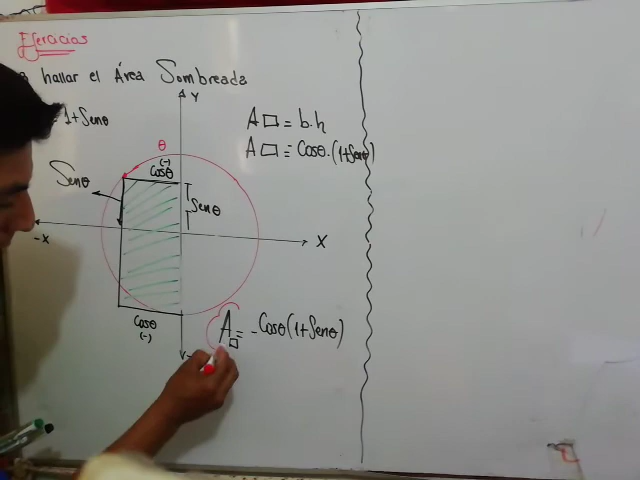 Ejercicios
hallar el Área Sombreada
Y
1+Senθ
A□ = b.h
A□ = Cosθ.(1+Senθ)
θ
(-)
Cosθ
Senθ
Senθ
-X
X
Cosθ
(-)
A□ = -Cosθ(1+Senθ)